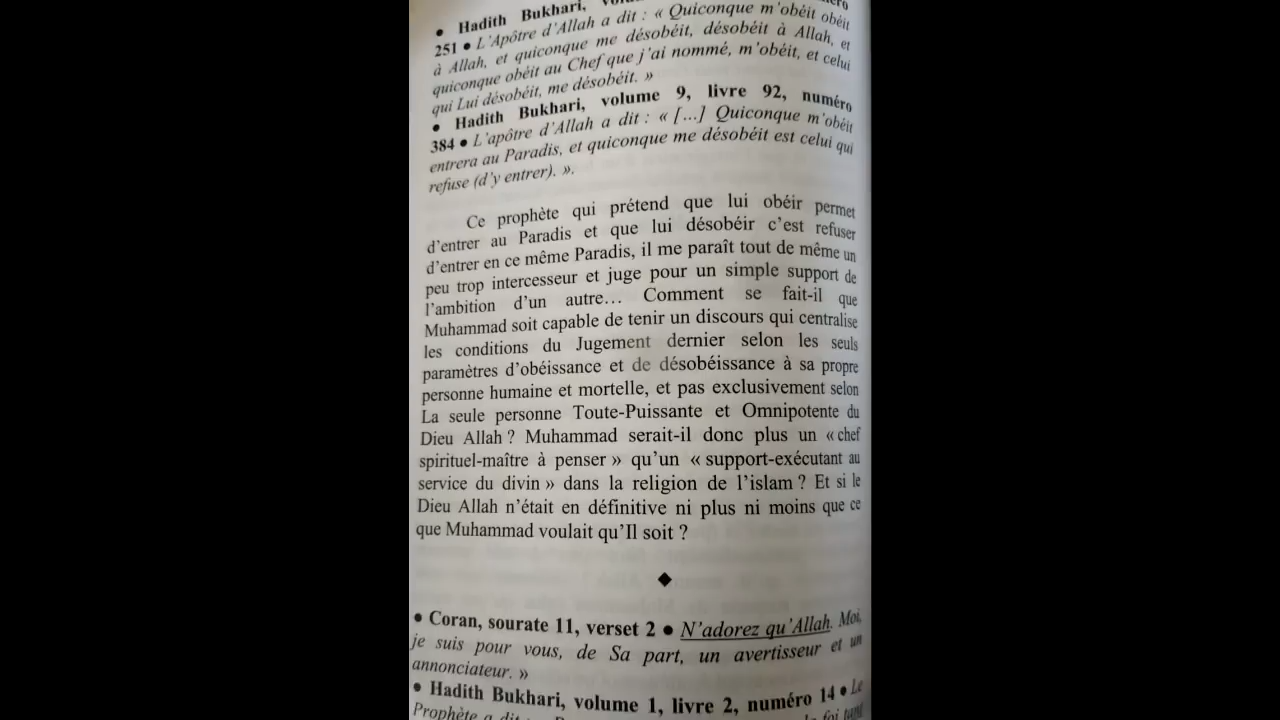 • Hadith Bukhari,
251 • L'Apôtre d'Allah a dit : « Quiconque m'obéit obéit
à Allah, et quiconque me désobéit, désobéit à Allah, et
quiconque obéit au Chef que j'ai nommé, m'obéit, et celui
qui Lui désobéit, me désobéit. »
• Hadith Bukhari, volume 9, livre 92, numéro
384 • L'apôtre d'Allah a dit : « [...] Quiconque m'obéit
entrera au Paradis, et quiconque me désobéit est celui qui
refuse (d'y entrer). ».
Ce prophète qui prétend que lui obéir permet
d'entrer au Paradis et que lui désobéir c'est refuser
d'entrer en ce même Paradis, il me paraît tout de même un
peu trop intercesseur et juge pour un simple support de
l'ambition d'un autre… Comment se fait-il que
Muhammad soit capable de tenir un discours qui centralise
les conditions du Jugement dernier selon les seuls
paramètres d'obéissance et de désobéissance à sa propre
personne humaine et mortelle, et pas exclusivement selon
La seule personne Toute-Puissante et Omnipotente du
Dieu Allah ? Muhammad serait-il donc plus un « chef
spirituel-maître à penser » qu'un « support-exécutant au
service du divin » dans la religion de l'islam ? Et si le
Dieu Allah n'était en définitive ni plus ni moins que ce
que Muhammad voulait qu'Il soit ?
◆
• Coran, sourate 11, verset 2 • N'adorez qu'Allah. Moi,
je suis pour vous, de Sa part, un avertisseur et un
annonciateur. »
• Hadith Bukhari, volume 1, livre 2, numéro 14 • Le
Prophète a dit